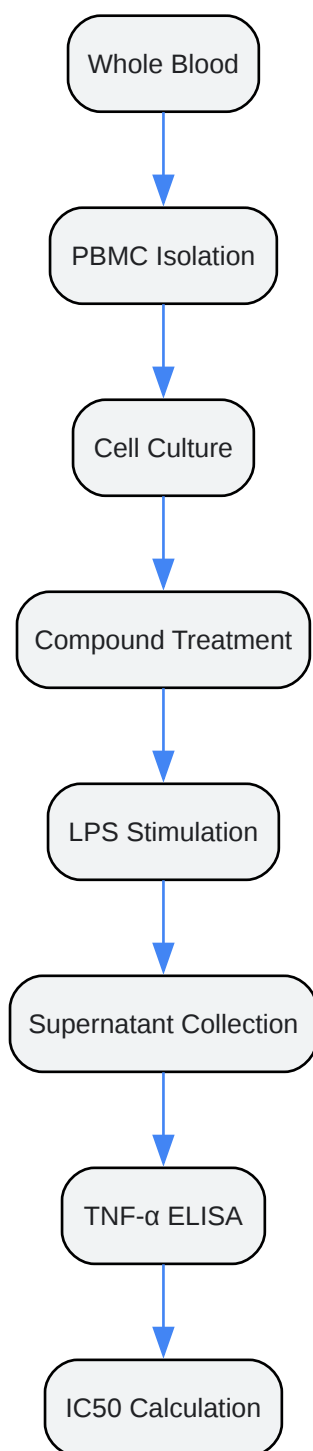 Whole Blood
PBMC Isolation
Cell Culture
Compound Treatment
LPS Stimulation
Supernatant Collection
TNF-α ELISA
IC50 Calculation